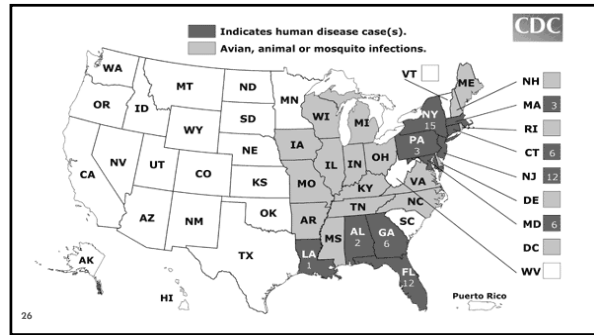 Indicates human disease case(s).
Avian, animal or mosquito infections.
CDC
WA
MT
ND
MN
VT
ME
NH
OR
ID
SD
WI
MI
NY
15
MA 3
WY
RI
NE
IA
PA
3
CT 6
NV
UT
CO
IL
IN
OH
NJ 12
CA
KS
MO
KY
VA
DE
NC
MD 6
AZ
NM
OK
AR
TN
SC
DC
MS
AL
2
GA
6
WV
TX
LA
1
AK
FL
12
HI
Puerto Rico
26